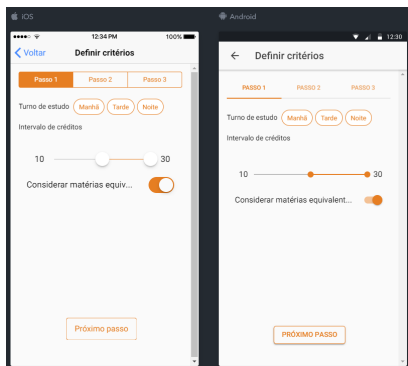 iOS
12:34 PM
100%
Voltar
Definir critérios
Passo 1
Passo 2
Passo 3
Turno de estudo
Manhã
Tarde
Noite
Intervalo de créditos
10
30
Considerar matérias equiv...
Próximo passo
Android
12:30
Definir critérios
PASSO 1
PASSO 2
PASSO 3
Turno de estudo
Manhã
Tarde
Noite
Intervalo de créditos
10
30
Considerar matérias equivalent...
PRÓXIMO PASSO